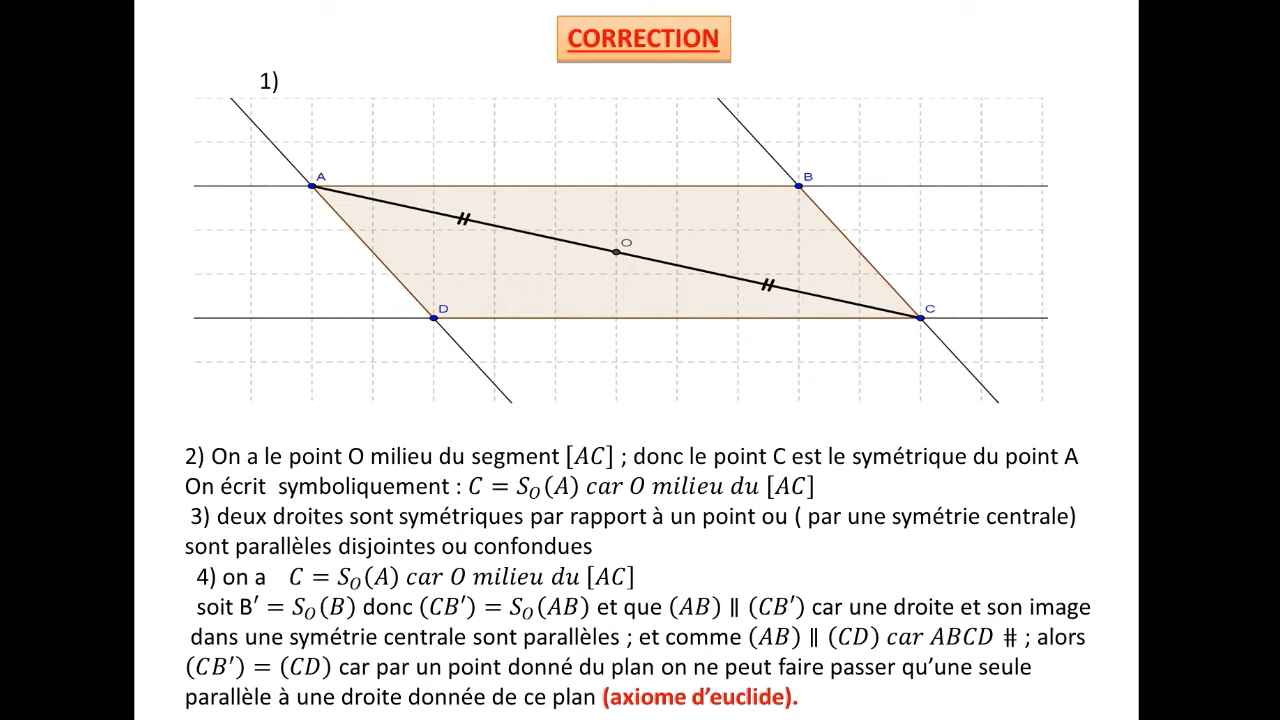 CORRECTION
1)
A
B
O
D
C
2) On a le point O milieu du segment [AC] ; donc le point C est le symétrique du point A
On écrit symboliquement : C = S_O(A) car O milieu du [AC]
3) deux droites sont symétriques par rapport à un point ou ( par une symétrie centrale)
sont parallèles disjointes ou confondues
4) on a C = S_O(A) car O milieu du [AC]
soit B′ = S_O(B) donc (CB′) = S_O(AB) et que (AB) ∥ (CB′) car une droite et son image
dans une symétrie centrale sont parallèles ; et comme (AB) ∥ (CD) car ABCD ⋕ ; alors
(CB′) = (CD) car par un point donné du plan on ne peut faire passer qu’une seule
parallèle à une droite donnée de ce plan (axiome d’euclide).